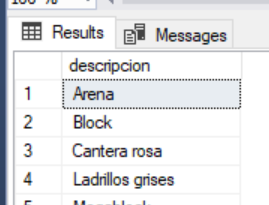 Results Messages
descripcion
1 Arena
2 Block
3 Cantera rosa
4 Ladrillos grises